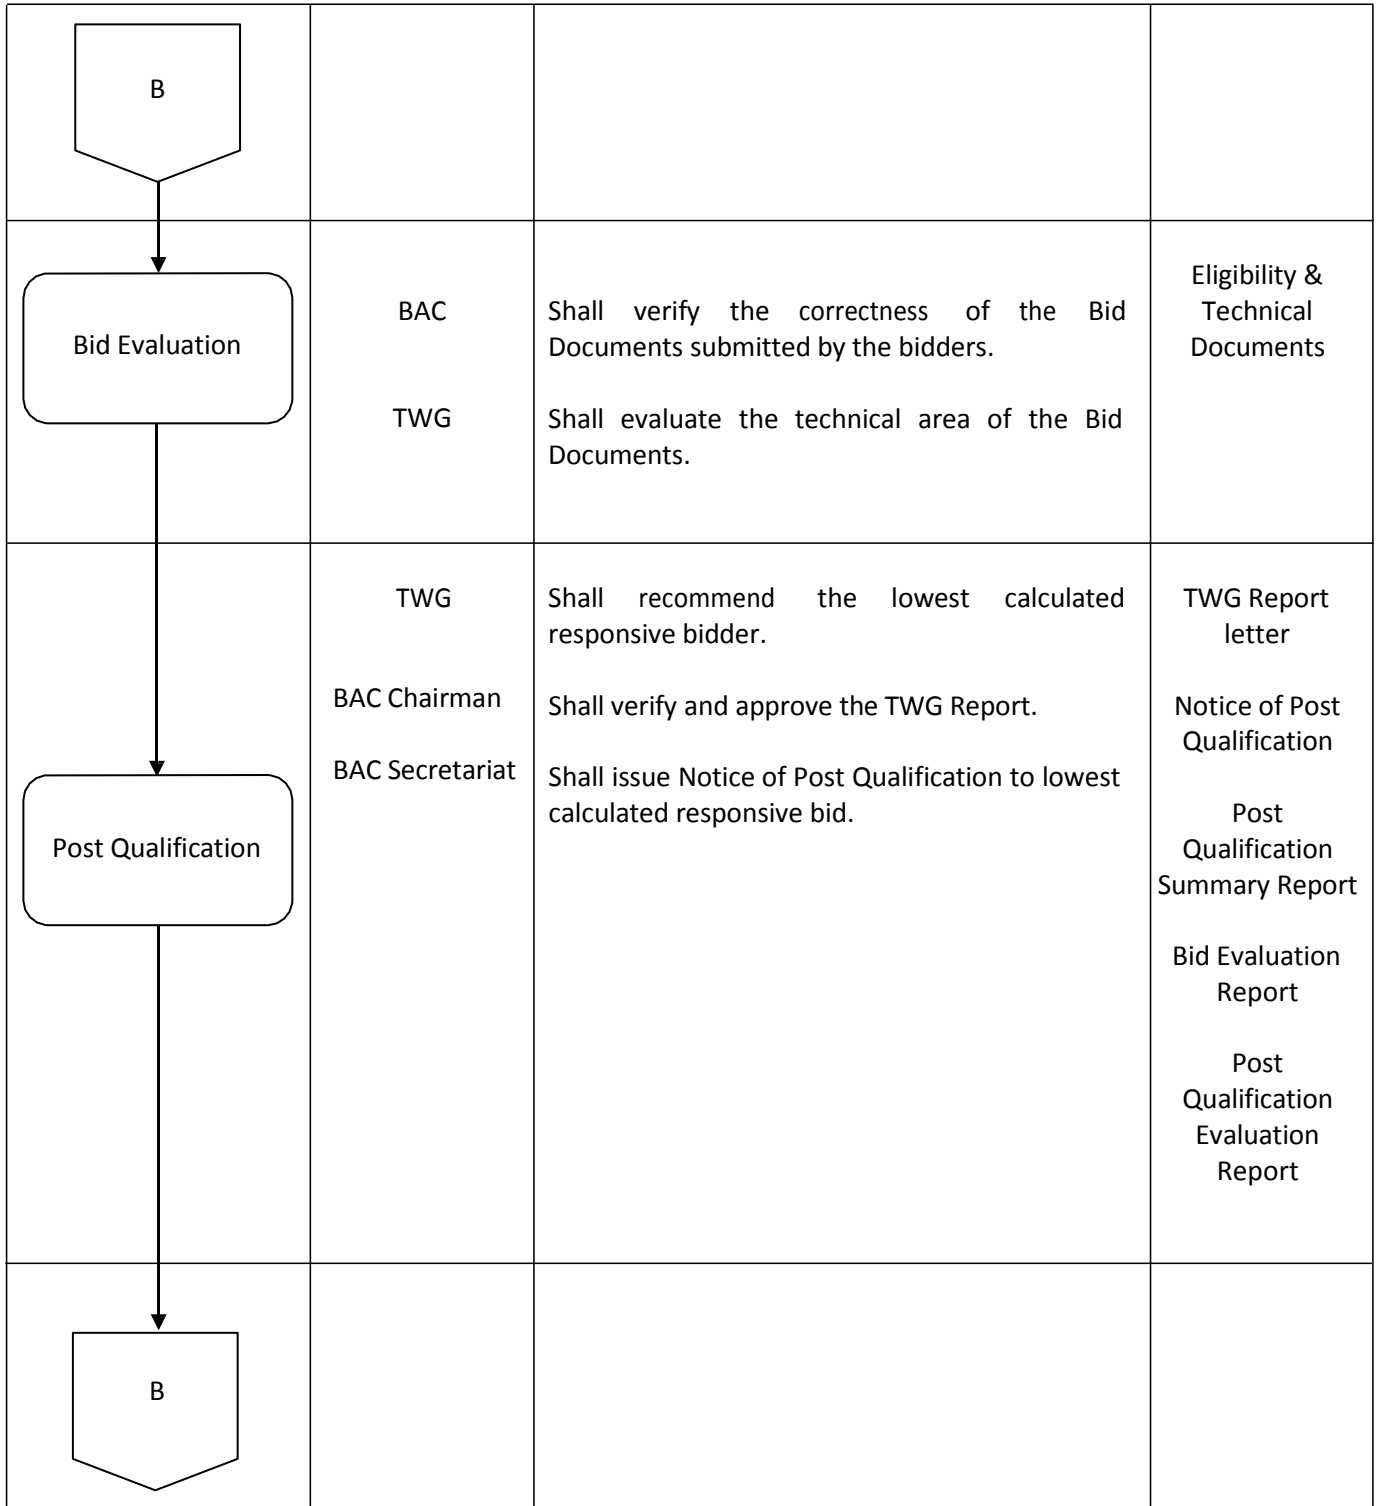 B
Bid Evaluation
BAC
Shall verify the correctness of the Bid
Documents submitted by the bidders.
Eligibility &
Technical
Documents
TWG
Shall evaluate the technical area of the Bid
Documents.
Post Qualification
TWG
Shall recommend the lowest calculated
responsive bidder.
BAC Chairman
Shall verify and approve the TWG Report.
BAC Secretariat
Shall issue Notice of Post Qualification to lowest
calculated responsive bid.
TWG Report
letter
Notice of Post
Qualification
Post
Qualification
Summary Report
Bid Evaluation
Report
Post
Qualification
Evaluation
Report
B